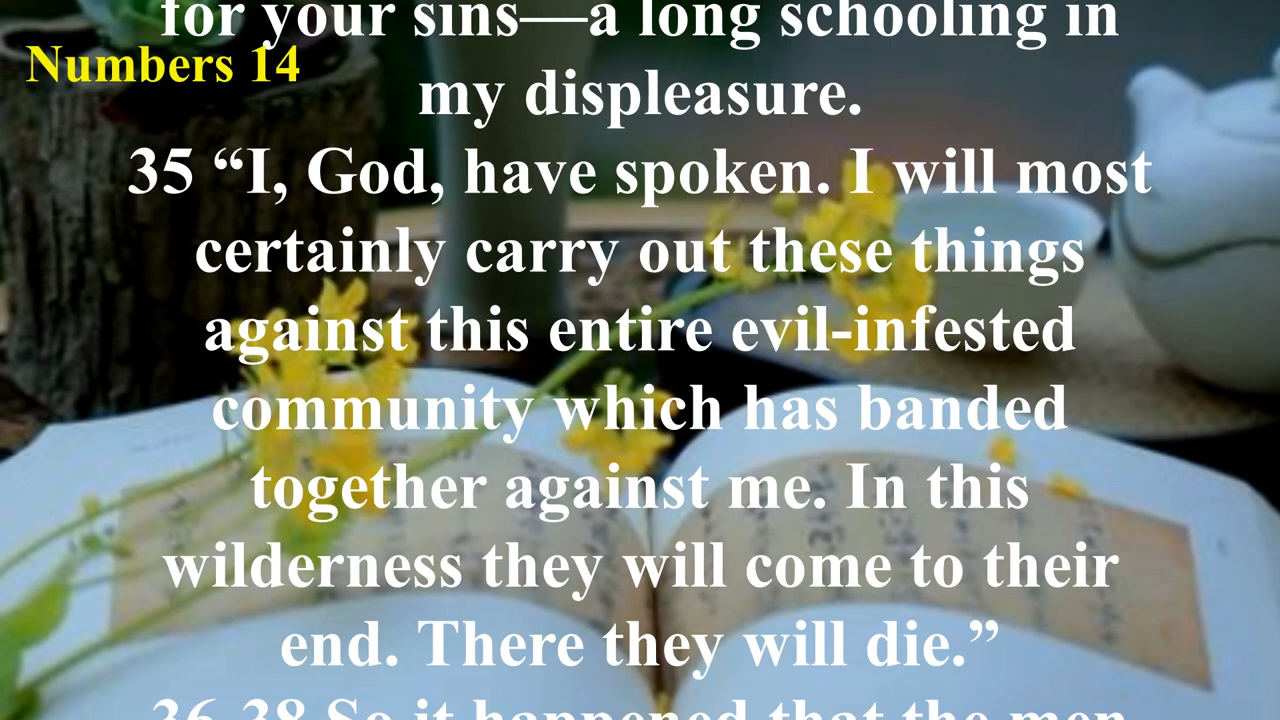 for your sins—a long schooling in
Numbers 14
my displeasure.
35 “I, God, have spoken. I will most
certainly carry out these things
against this entire evil-infested
community which has banded
together against me. In this
wilderness they will come to their
end. There they will die.”
36-38 So it happened that the men